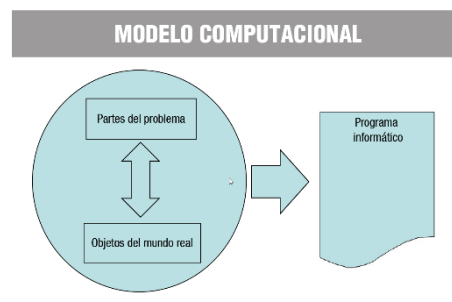 MODELO COMPUTACIONAL
Partes del problema
Objetos del mundo real
Programa
informático